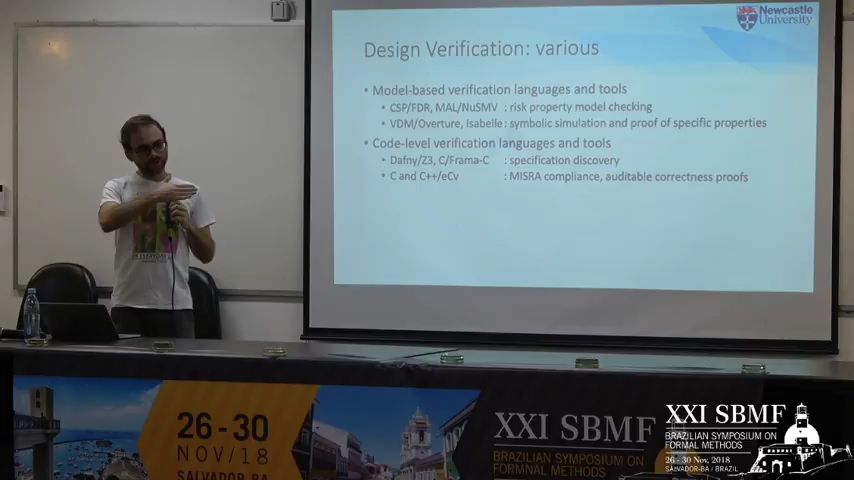 Newcastle
University
Design Verification: various
• Model-based verification languages and tools
• CSP/FDR, MAL/NuSMV : risk property model checking
• VDM/Overture, Isabelle : symbolic simulation and proof of specific properties
• Code-level verification languages and tools
• Dafny/Z3, C/Frama-C : specification discovery
• C and C++/eCv : MISRA compliance, auditable correctness proofs
26-30
NOV/18
SALVADOR-BA
XXI SBMF
BRAZILIAN SYMPOSIUM ON
FORMNAL METHODS
XXI SBMF
BRAZILIAN SYMPOSIUM ON
FORMAL METHODS
26 - 30 Nov, 2018
SALVADOR-BA / BRAZIL